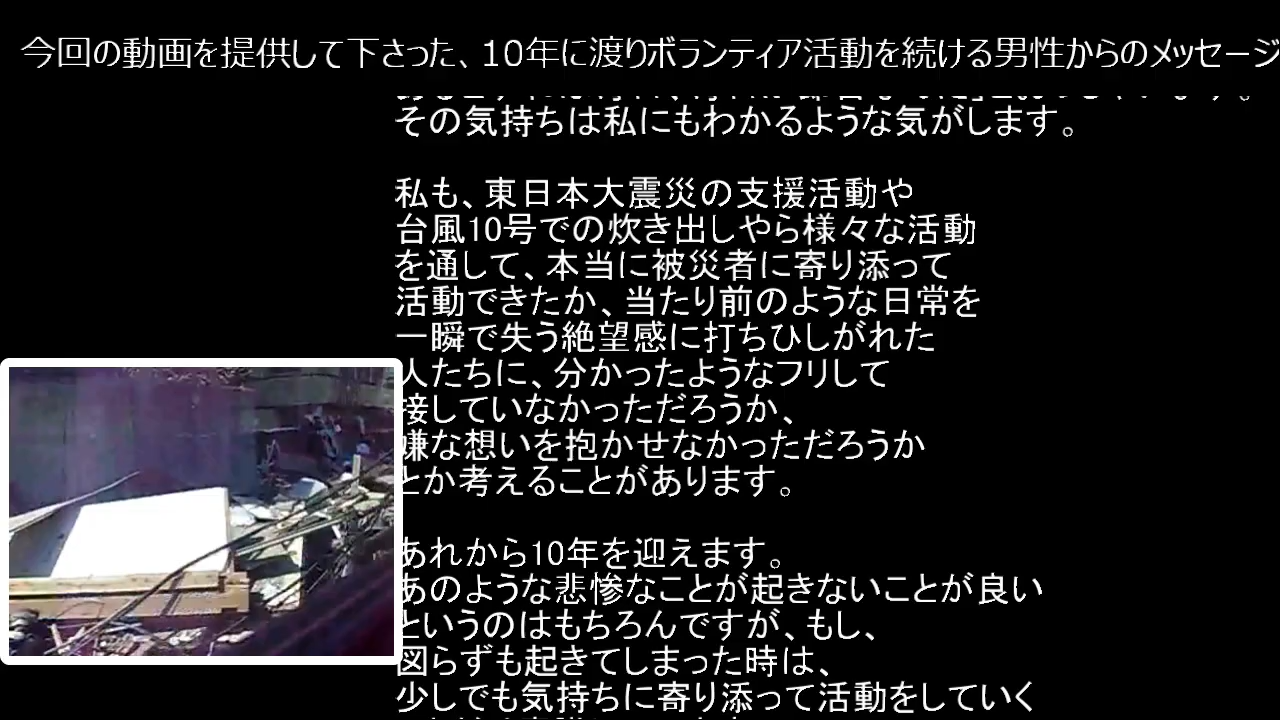 今回の動画を提供して下さった、10年に渡りボランティア活動を続ける男性からのメッセージ
その気持ちは私にもわかるような気がします。
私も、東日本大震災の支援活動や
台風10号での炊き出しやら様々な活動
を通して、本当に被災者に寄り添って
活動できたか、当たり前のような日常を
一瞬で失う絶望感に打ちひしがれた
人たちに、分かったようなフリして
接していなかっただろうか、
嫌な想いを抱かせなかっただろうか
とか考えることがあります。
あれから10年を迎えます。
あのような悲惨なことが起きないことが良い
というのはもちろんですが、もし、
図らずも起きてしまった時は、
少しでも気持ちに寄り添って活動をしていく